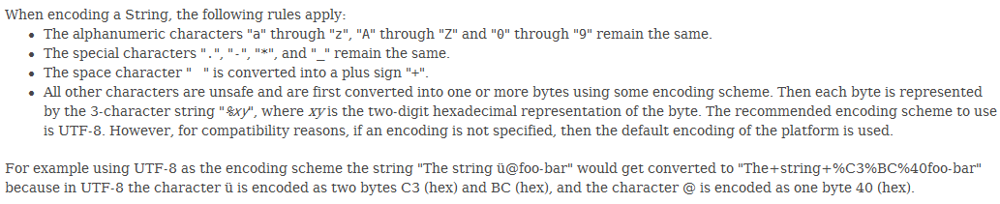 When encoding a String, the following rules apply:
• The alphanumeric characters "a" through "z", "A" through "Z" and "0" through "9" remain the same.
• The special characters ".", "-", "*", and "_" remain the same.
• The space character "   " is converted into a plus sign "+".
• All other characters are unsafe and are first converted into one or more bytes using some encoding scheme. Then each byte is represented
by the 3-character string "%xy", where xy is the two-digit hexadecimal representation of the byte. The recommended encoding scheme to use
is UTF-8. However, for compatibility reasons, if an encoding is not specified, then the default encoding of the platform is used.
For example using UTF-8 as the encoding scheme the string "The string ü@foo-bar" would get converted to "The+string+%C3%BC%40foo-bar"
because in UTF-8 the character ü is encoded as two bytes C3 (hex) and BC (hex), and the character @ is encoded as one byte 40 (hex).